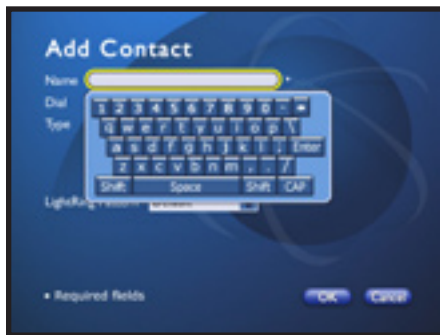 Add Contact
Name
Dial
Type
1 2 3 4 5 6 7 8 9 0 -
q w e r t y u i o p \
a s d f g h j k l Enter
z x c v b n m , . /
Shift Space Shift CAP
LightRing Pattern
• Required fields OK Cancel